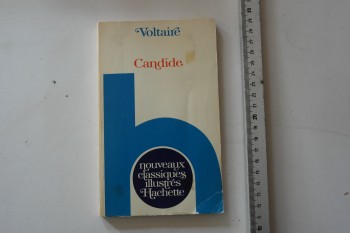 Voltaire
Candide
nouveaux
classiques
illustrés
Hachette